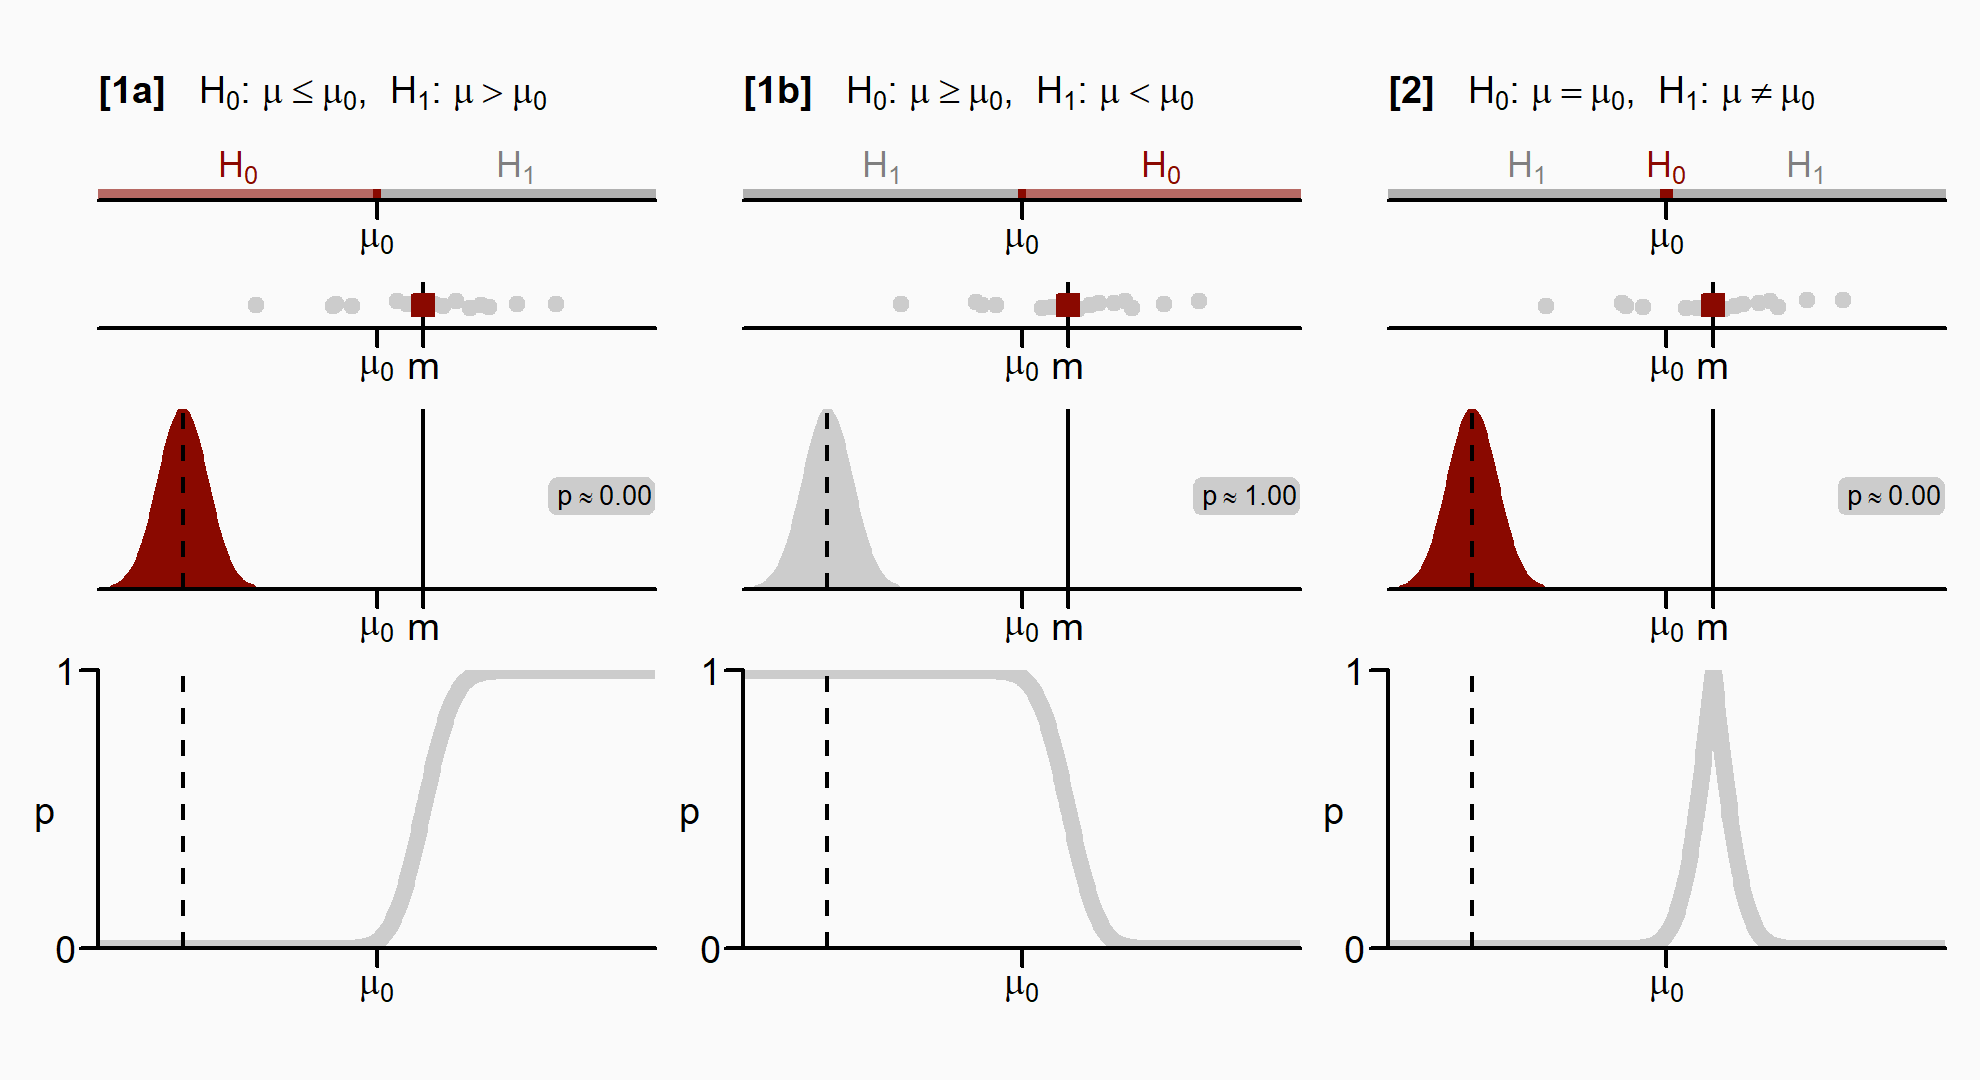 [1a] H₀: μ ≤ μ₀, H₁: μ > μ₀
[1b] H₀: μ ≥ μ₀, H₁: μ < μ₀
[2] H₀: μ = μ₀, H₁: μ ≠ μ₀
H₀ H₁
H₁ H₀
H₁ H₀ H₁
μ₀
μ₀
μ₀
μ₀ m
μ₀ m
μ₀ m
p ≈ 0.00
p ≈ 1.00
p ≈ 0.00
μ₀ m
μ₀ m
μ₀ m
1
p
0
μ₀
1
p
0
μ₀
1
p
0
μ₀